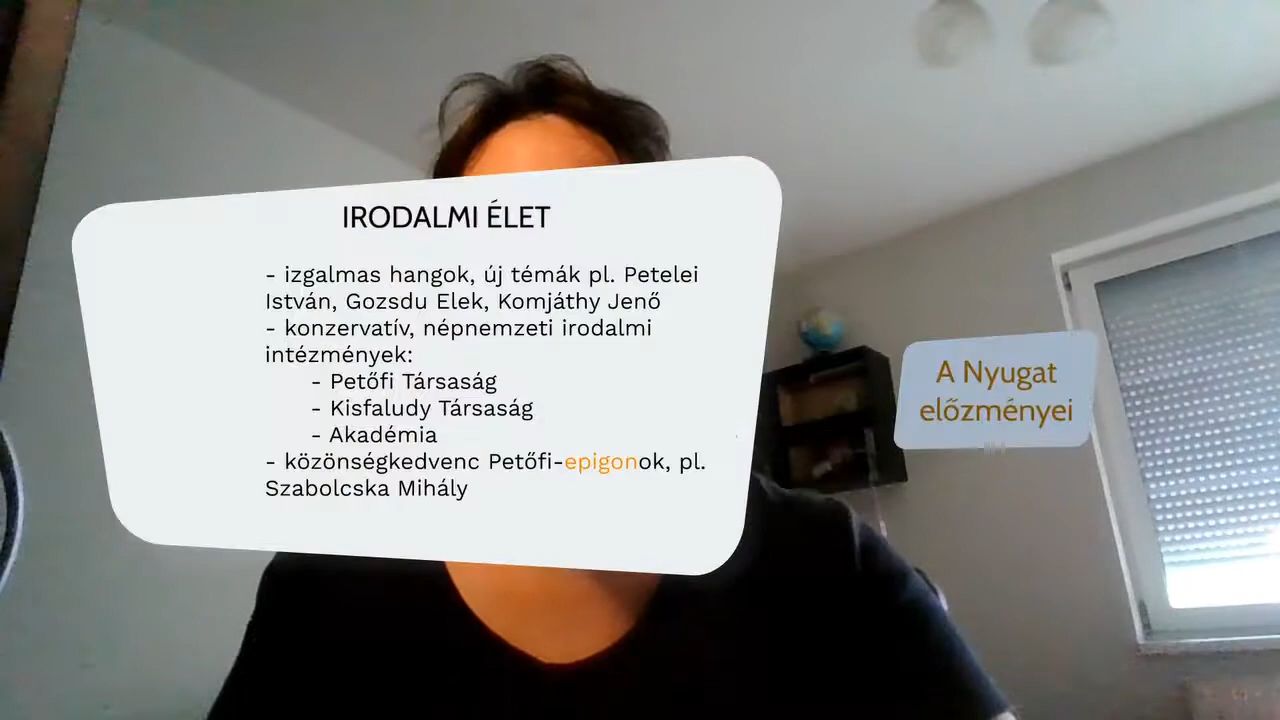 IRODALMI ÉLET
- izgalmas hangok, új témák pl. Petelei
István, Gozsdu Elek, Komjáthy Jenő
- konzervatív, népnemzeti irodalmi
intézmények:
- Petőfi Társaság
- Kisfaludy Társaság
- Akadémia
- közönségkedvenc Petőfi-epigonok, pl.
Szabolcska Mihály
A Nyugat
előzményei